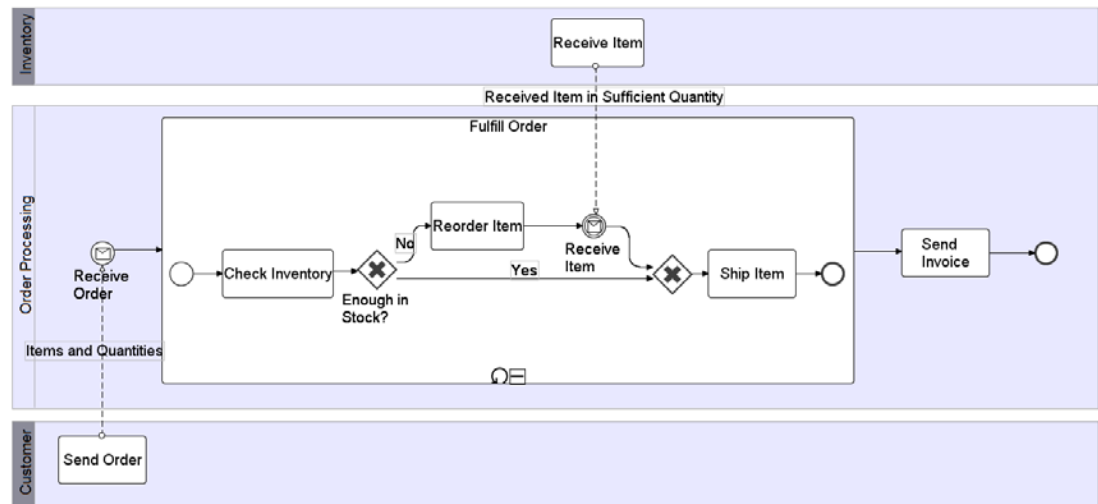 Inventory
Receive Item
Received Item in Sufficient Quantity
Order Processing
Fulfill Order
Receive
Order
Check Inventory
Enough in
Stock?
No
Yes
Reorder Item
Receive
Item
Ship Item
Send
Invoice
Items and Quantities
Customer
Send Order